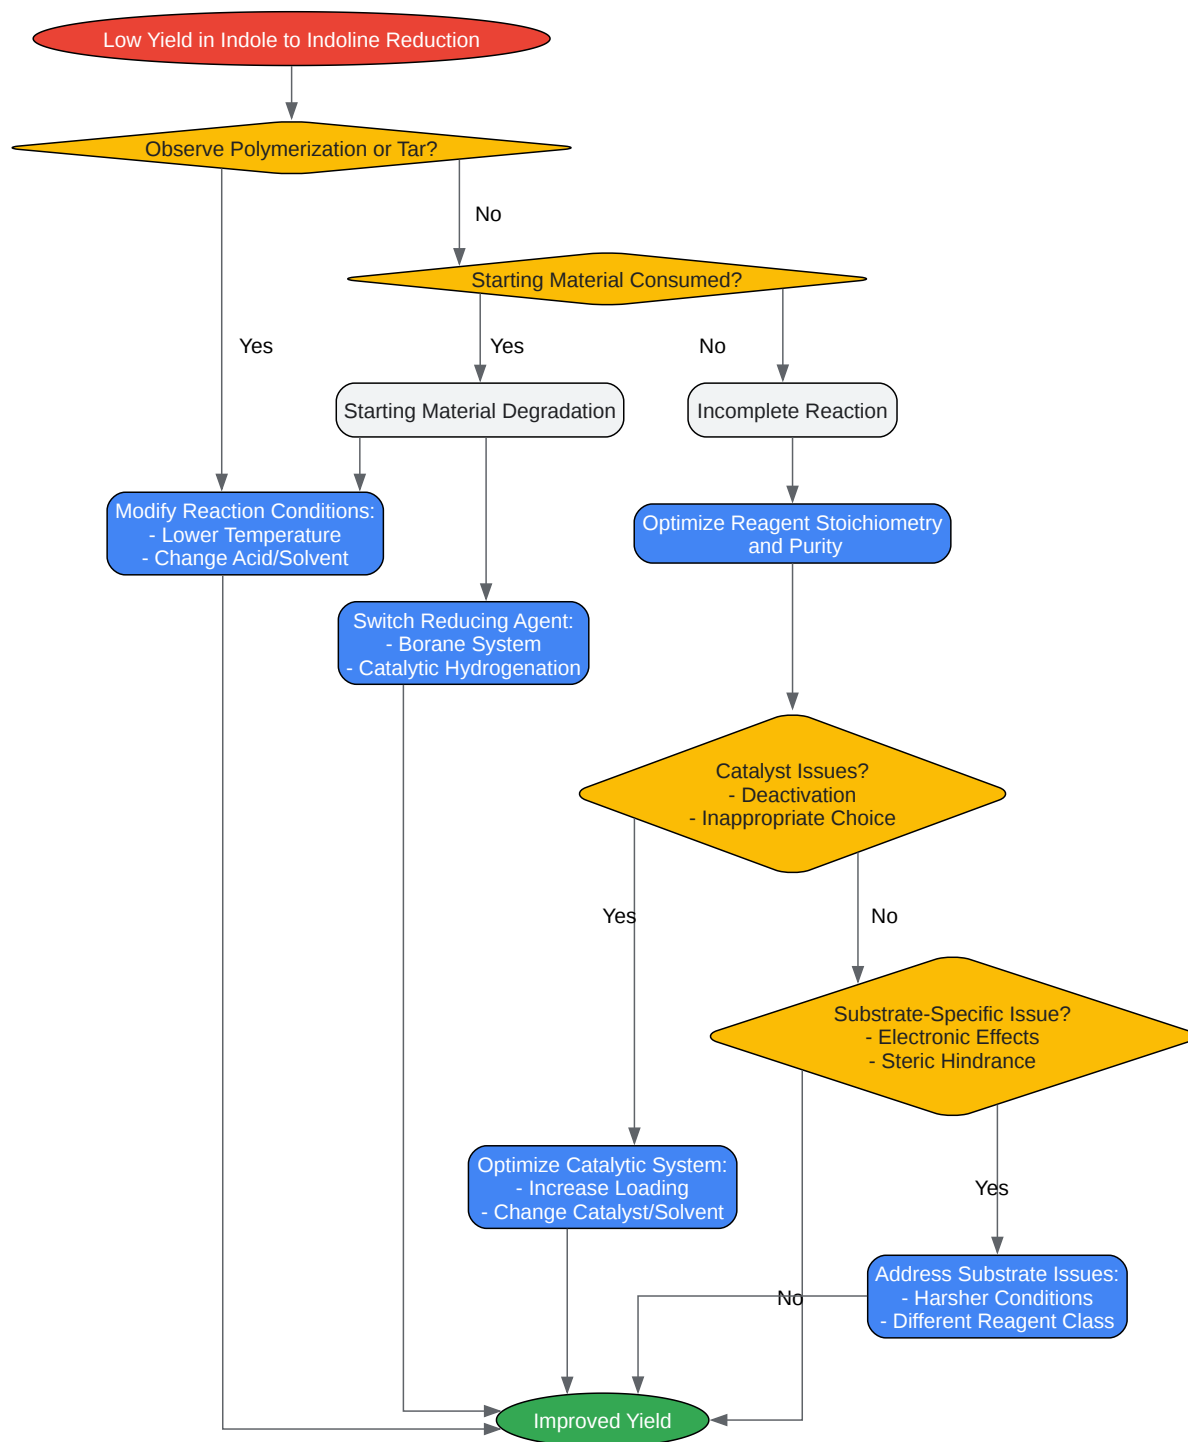 Low Yield in Indole to Indoline Reduction
Observe Polymerization or Tar?
No
Starting Material Consumed?
Yes
Yes
No
Starting Material Degradation
Incomplete Reaction
Modify Reaction Conditions:
- Lower Temperature
- Change Acid/Solvent
Optimize Reagent Stoichiometry
and Purity
Switch Reducing Agent:
- Borane System
- Catalytic Hydrogenation
Catalyst Issues?
- Deactivation
- Inappropriate Choice
Yes
No
Substrate-Specific Issue?
- Electronic Effects
- Steric Hindrance
Optimize Catalytic System:
- Increase Loading
- Change Catalyst/Solvent
Yes
Address Substrate Issues:
- Harsher Conditions
- Different Reagent Class
No
Improved Yield